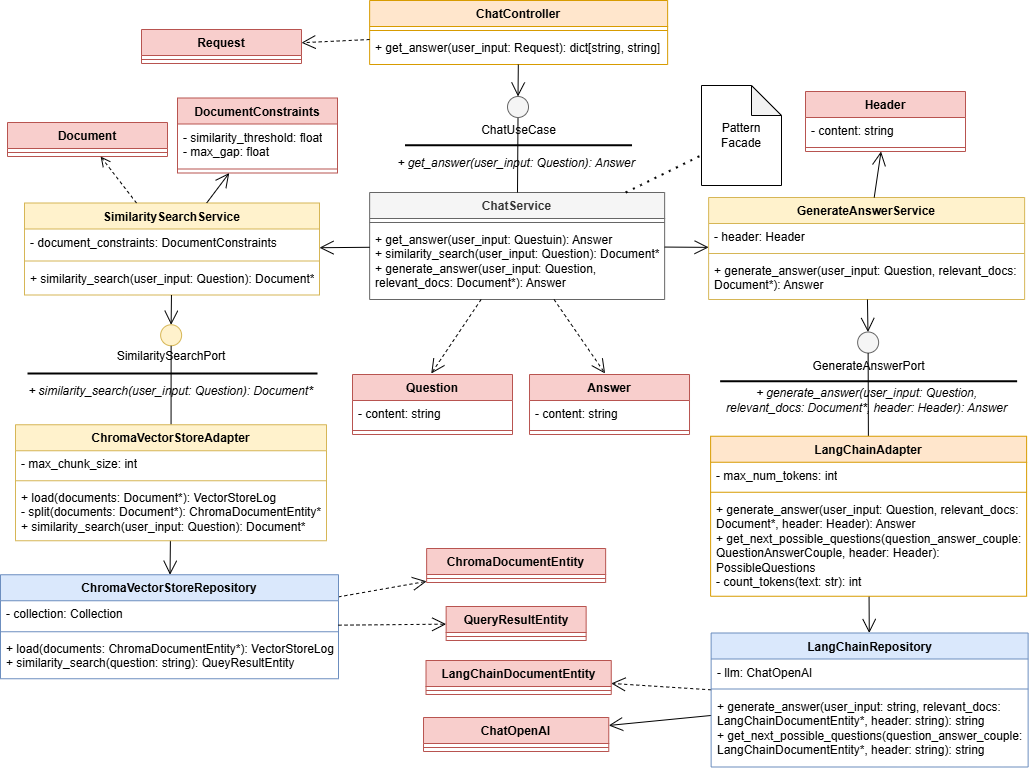 ChatController
+ get_answer(user_input: Request): dict[string, string]
Request
ChatUseCase
+ get_answer(user_input: Question): Answer
Pattern
Facade
Header
- content: string
Document
DocumentConstraints
- similarity_threshold: float
- max_gap: float
SimilaritySearchService
- document_constraints: DocumentConstraints
+ similarity_search(user_input: Question): Document*
ChatService
+ get_answer(user_input: Questuin): Answer
+ similarity_search(user_input: Question): Document*
+ generate_answer(user_input: Question,
relevant_docs: Document*): Answer
GenerateAnswerService
- header: Header
+ generate_answer(user_input: Question, relevant_docs:
Document*): Answer
SimilaritySearchPort
+ similarity_search(user_input: Question): Document*
Question
- content: string
Answer
- content: string
GenerateAnswerPort
+ generate_answer(user_input: Question,
relevant_docs: Document*, header: Header): Answer
ChromaVectorStoreAdapter
- max_chunk_size: int
+ load(documents: Document*): VectorStoreLog
- split(documents: Document*): ChromaDocumentEntity*
+ similarity_search(user_input: Question): Document*
LangChainAdapter
- max_num_tokens: int
+ generate_answer(user_input: Question, relevant_docs:
Document*, header: Header): Answer
+ get_next_possible_questions(question_answer_couple:
QuestionAnswerCouple, header: Header):
PossibleQuestions
- count_tokens(text: str): int
ChromaVectorStoreRepository
- collection: Collection
+ load(documents: ChromaDocumentEntity*): VectorStoreLog
+ similarity_search(question: string): QueyResultEntity
ChromaDocumentEntity
QueryResultEntity
LangChainDocumentEntity
ChatOpenAI
LangChainRepository
- llm: ChatOpenAI
+ generate_answer(user_input: string, relevant_docs:
LangChainDocumentEntity*, header: string): string
+ get_next_possible_questions(question_answer_couple:
LangChainDocumentEntity*, header: string): string